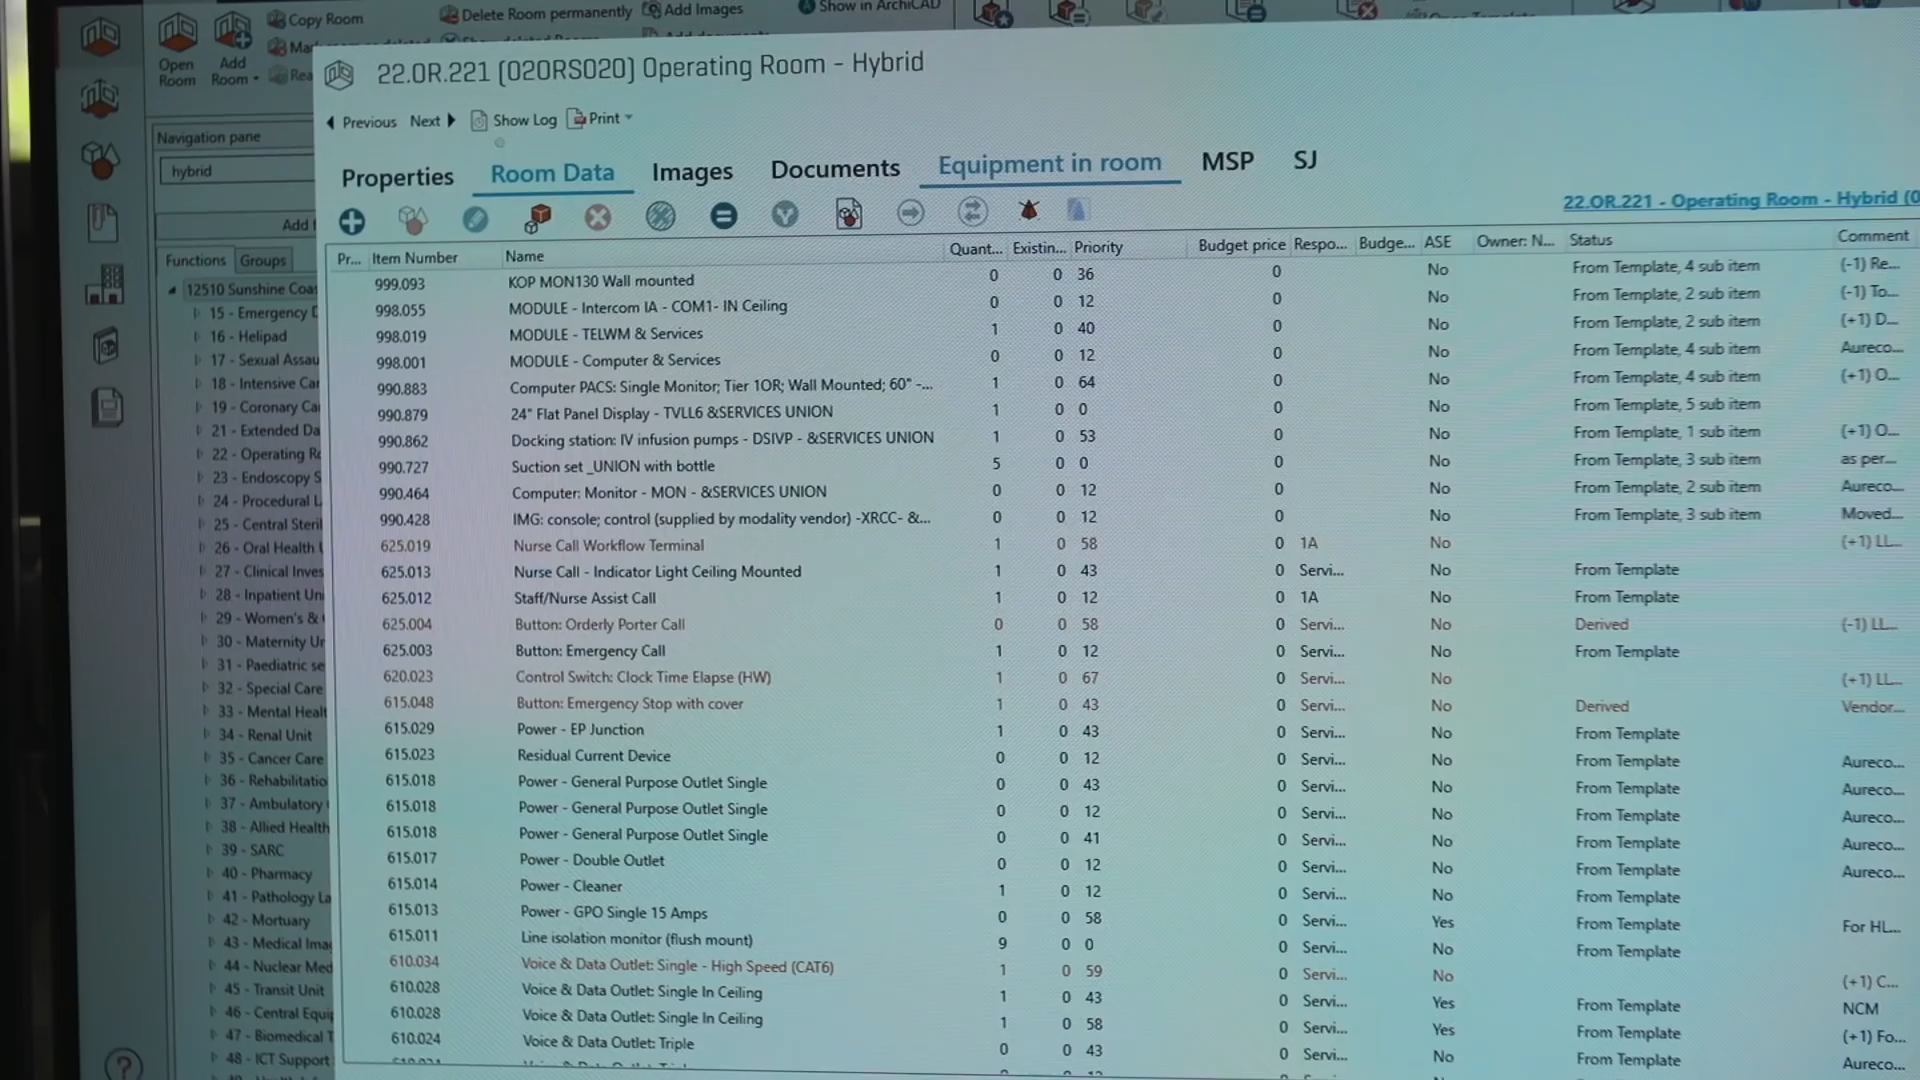 Copy Room
Delete Room permanently
Add Images
Show in ArchiCAD
Open Room
Add Room
22.OR.221 (02ORS020) Operating Room - Hybrid
Previous Next Show Log Print
Navigation pane
hybrid
Properties Room Data Images Documents Equipment in room MSP SJ
22.OR.221 - Operating Room - Hybrid (0
Add
Functions Groups
Pr... Item Number Name Quant... Existin... Priority Budget price Respo... Budge... ASE Owner: N... Status Comment
999.093 KOP MON130 Wall mounted 0 0 36 0 No From Template, 4 sub item (-1) Re...
998.055 MODULE - Intercom IA - COM1- IN Ceiling 0 0 12 0 No From Template, 2 sub item (-1) To...
998.019 MODULE - TELWM & Services 1 0 40 0 No From Template, 2 sub item (+1) D...
998.001 MODULE - Computer & Services 0 0 12 0 No From Template, 4 sub item Aureco...
990.883 Computer PACS: Single Monitor; Tier 1OR; Wall Mounted; 60" -... 1 0 64 0 No From Template, 4 sub item (+1) O...
990.879 24" Flat Panel Display - TVLL6 &SERVICES UNION 1 0 0 0 No From Template, 5 sub item
990.862 Docking station: IV infusion pumps - DSIVP - &SERVICES UNION 1 0 53 0 No From Template, 1 sub item (+1) O...
990.727 Suction set _UNION with bottle 5 0 0 0 No From Template, 3 sub item as per...
990.464 Computer: Monitor - MON - &SERVICES UNION 0 0 12 0 No From Template, 2 sub item Aureco...
990.428 IMG: console; control (supplied by modality vendor) -XRCC- &... 0 0 12 0 No From Template, 3 sub item Moved...
625.019 Nurse Call Workflow Terminal 1 0 58 0 1A No (+1) LL...
625.013 Nurse Call - Indicator Light Ceiling Mounted 1 0 43 0 Servi... No From Template
625.012 Staff/Nurse Assist Call 1 0 12 0 1A No From Template
625.004 Button: Orderly Porter Call 0 0 58 0 Servi... No Derived (-1) LL...
625.003 Button: Emergency Call 1 0 12 0 Servi... No From Template
620.023 Control Switch: Clock Time Elapse (HW) 1 0 67 0 Servi... No (+1) LL...
615.048 Button: Emergency Stop with cover 1 0 43 0 Servi... No Derived Vendor...
615.029 Power - EP Junction 1 0 43 0 Servi... No From Template
615.023 Residual Current Device 0 0 12 0 Servi... No From Template Aureco...
615.018 Power - General Purpose Outlet Single 0 0 43 0 Servi... No From Template Aureco...
615.018 Power - General Purpose Outlet Single 0 0 12 0 Servi... No From Template Aureco...
615.018 Power - General Purpose Outlet Single 0 0 41 0 Servi... No From Template Aureco...
615.017 Power - Double Outlet 0 0 12 0 Servi... No From Template Aureco...
615.014 Power - Cleaner 1 0 12 0 Servi... No From Template
615.013 Power - GPO Single 15 Amps 0 0 58 0 Servi... Yes From Template For HL...
615.011 Line isolation monitor (flush mount) 9 0 0 0 Servi... No From Template
610.034 Voice & Data Outlet: Single - High Speed (CAT6) 1 0 59 0 Servi... No (+1) C...
610.028 Voice & Data Outlet: Single In Ceiling 1 0 43 0 Servi... Yes From Template NCM
610.028 Voice & Data Outlet: Single In Ceiling 1 0 58 0 Servi... Yes From Template (+1) Fo...
610.024 Voice & Data Outlet: Triple 0 0 43 0 Servi... No From Template Aureco...
12510 Sunshine Coas
15 - Emergency D
16 - Helipad
17 - Sexual Assau
18 - Intensive Car
19 - Coronary Ca
21 - Extended Da
22 - Operating Ro
23 - Endoscopy S
24 - Procedural L
25 - Central Steril
26 - Oral Health
27 - Clinical Inves
28 - Inpatient Un
29 - Women's &
30 - Maternity Un
31 - Paediatric se
32 - Special Care
33 - Mental Healt
34 - Renal Unit
35 - Cancer Care
36 - Rehabilitatio
37 - Ambulatory
38 - Allied Health
39 - SARC
40 - Pharmacy
41 - Pathology La
42 - Mortuary
43 - Medical Imag
44 - Nuclear Med
45 - Transit Unit
46 - Central Equip
47 - Biomedical T
48 - ICT Support